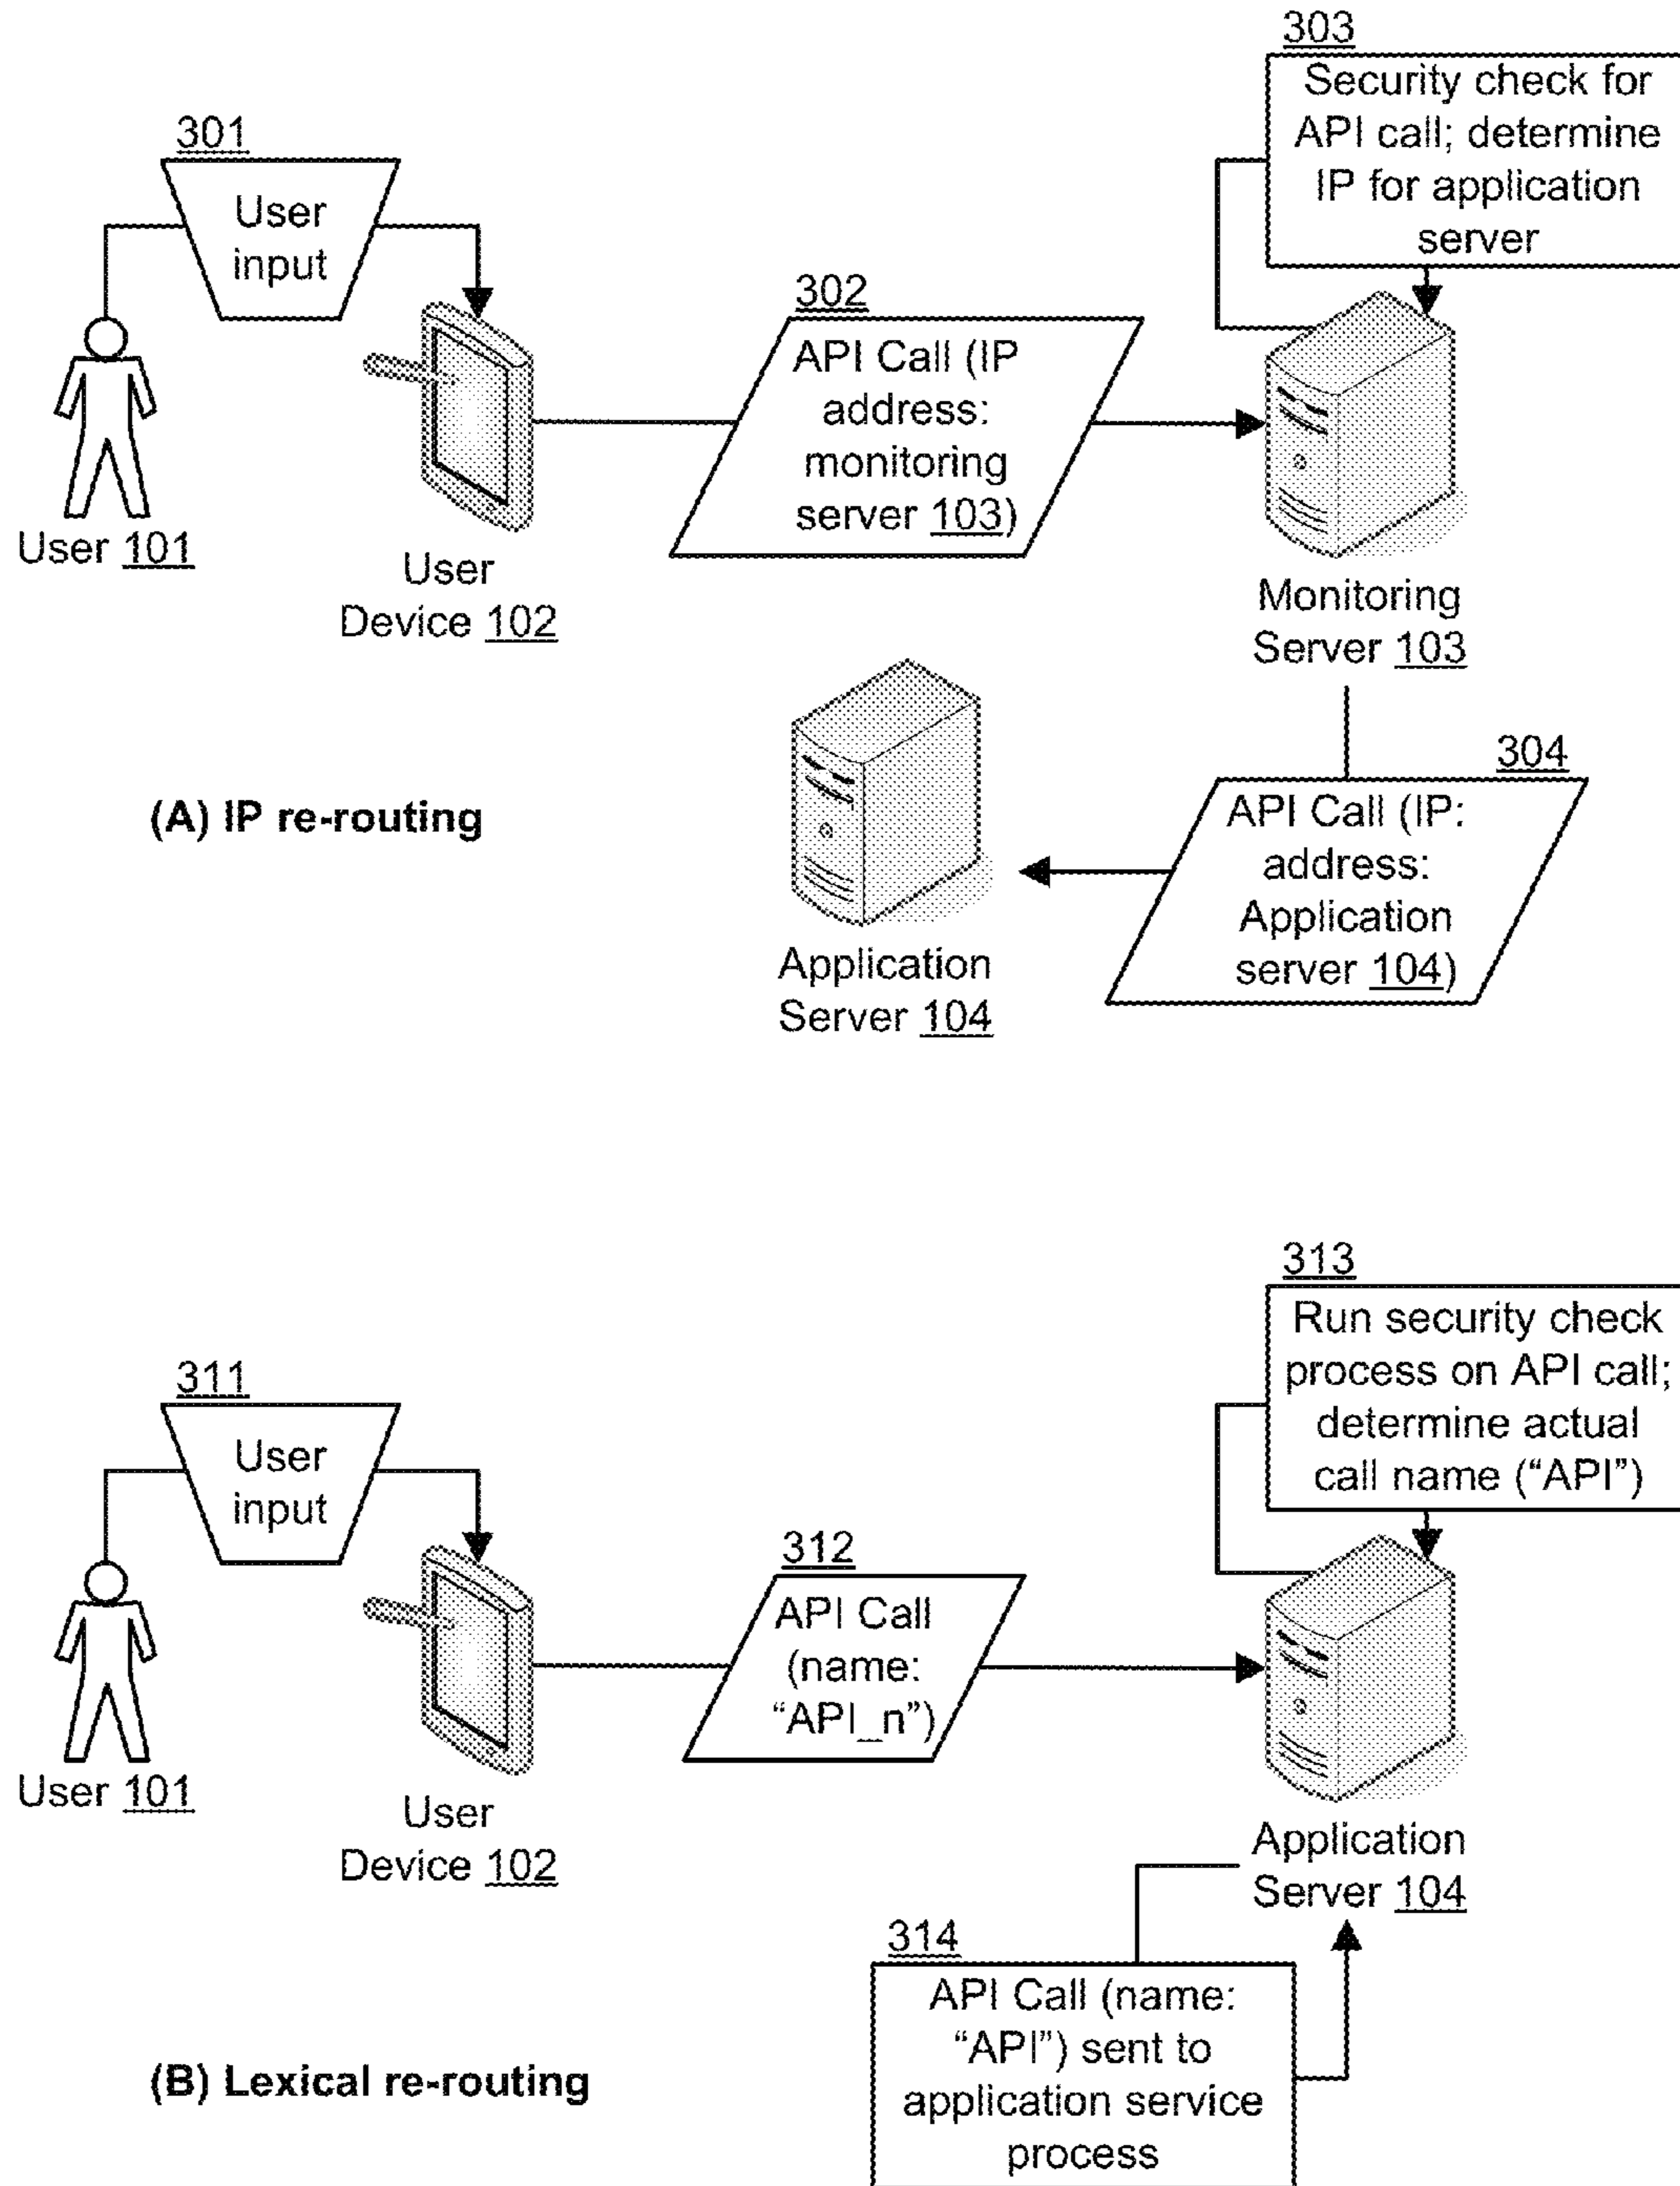 303
Security check for
API call; determine
IP for application
server
301
User
input
302
API Call (IP
address:
monitoring
server 103)
User 101
User
Device 102
Monitoring
Server 103
304
API Call (IP:
address:
Application
server 104)
(A) IP re-routing
Application
Server 104
313
Run security check
process on API call;
determine actual
call name (“API”)
311
User
input
312
API Call
(name:
“API_n”)
User 101
User
Device 102
Application
Server 104
314
API Call (name:
“API”) sent to
application service
process
(B) Lexical re-routing